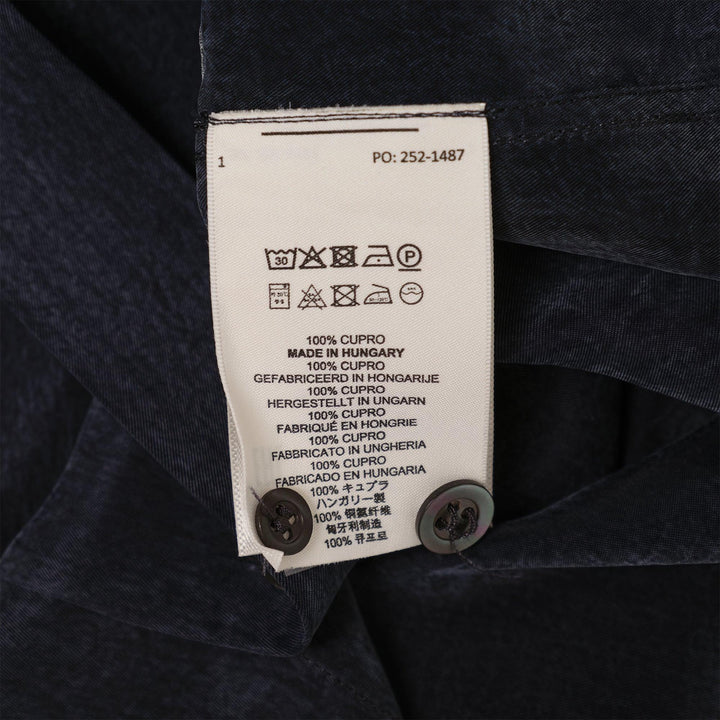 1
PO: 252-1487
30
P
100% CUPRO
MADE IN HUNGARY
100% CUPRO
GEFABRICEERD IN HONGARIJE
100% CUPRO
HERGESTELLT IN UNGARN
100% CUPRO
FABRIQUÉ EN HONGRIE
100% CUPRO
FABBRICATO IN UNGHERIA
100% CUPRO
FABRICADO EN HUNGARIA
100% キュプラ
ハンガリー製
100% 铜氨纤维
匈牙利制造
100% 큐프로